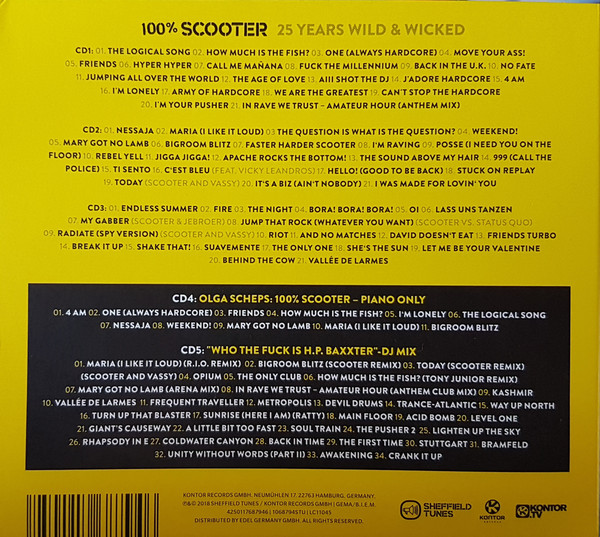 100% SCOOTER 25 YEARS WILD & WICKED
CD1: 01. THE LOGICAL SONG 02. HOW MUCH IS THE FISH? 03. ONE (ALWAYS HARDCORE) 04. MOVE YOUR ASS!
05. FRIENDS 06. HYPER HYPER 07. CALL ME MAÑANA 08. FUCK THE MILLENNIUM 09. BACK IN THE U.K. 10. NO FATE
11. JUMPING ALL OVER THE WORLD 12. THE AGE OF LOVE 13. AIII SHOT THE DJ 14. J'ADORE HARDCORE 15. 4 AM
16. I'M LONELY 17. ARMY OF HARDCORE 18. WE ARE THE GREATEST 19. CAN'T STOP THE HARDCORE
20. I'M YOUR PUSHER 21. IN RAVE WE TRUST – AMATEUR HOUR (ANTHEM MIX)
CD2: 01. NESSAJA 02. MARIA (I LIKE IT LOUD) 03 THE QUESTION IS WHAT IS THE QUESTION? 04. WEEKEND!
05. MARY GOT NO LAMB 06. BIGROOM BLITZ 07. FASTER HARDER SCOOTER 08. I'M RAVING 09. POSSE (I NEED YOU ON THE
FLOOR) 10. REBEL YELL 11. JIGGA JIGGA! 12. APACHE ROCKS THE BOTTOM! 13. THE SOUND ABOVE MY HAIR 14. 999 (CALL THE
POLICE) 15. TI SENTO 16. C'EST BLEU (FEAT. VICKY LEANDROS) 17. HELLO! (GOOD TO BE BACK) 18. STUCK ON REPLAY
19. TODAY (SCOOTER AND VASSY) 20. IT'S A BIZ (AIN'T NOBODY) 21. I WAS MADE FOR LOVIN' YOU
CD3: 01. ENDLESS SUMMER 02. FIRE 03. THE NIGHT 04. BORA! BORA! BORA! 05. OI 06. LASS UNS TANZEN
07. MY GABBER (SCOOTER & JEBROER) 08. JUMP THAT ROCK (WHATEVER YOU WANT) (SCOOTER VS. STATUS QUO)
09. RADIATE (SPY VERSION) (SCOOTER AND VASSY) 10. RIOT 11. AND NO MATCHES 12. DAVID DOESN'T EAT 13. FRIENDS TURBO
14. BREAK IT UP 15. SHAKE THAT! 16. SUAVEMENTE 17. THE ONLY ONE 18. SHE'S THE SUN 19. LET ME BE YOUR VALENTINE
20. BEHIND THE COW 21. VALLÉE DE LARMES
CD4: OLGA SCHEPS: 100% SCOOTER – PIANO ONLY
01. 4 AM 02. ONE (ALWAYS HARDCORE) 03. FRIENDS 04. HOW MUCH IS THE FISH? 05. I'M LONELY 06. THE LOGICAL SONG
07. NESSAJA 08. WEEKEND! 09. MARY GOT NO LAMB 10. MARIA (I LIKE IT LOUD) 11. BIGROOM BLITZ
CD5: "WHO THE FUCK IS H.P. BAXXTER"-DJ MIX
01. MARIA (I LIKE IT LOUD) (R.I.O. REMIX) 02. BIGROOM BLITZ (SCOOTER REMIX) 03. TODAY (SCOOTER REMIX)
(SCOOTER AND VASSY) 04. OPIUM 05. THE ONLY CLUB 06. HOW MUCH IS THE FISH? (TONY JUNIOR REMIX)
07. MARY GOT NO LAMB (ARENA MIX) 08. IN RAVE WE TRUST – AMATEUR HOUR (ANTHEM CLUB MIX) 09. KASHMIR
10. VALLÉE DE LARMES 11. FREQUENT TRAVELLER 12. METROPOLIS 13. DEVIL DRUMS 14. TRANCE-ATLANTIC 15. WAY UP NORTH
16. TURN UP THAT BLASTER 17. SUNRISE (HERE I AM) (RATTY) 18. MAIN FLOOR 19. ACID BOMB 20. LEVEL ONE
21. GIANT'S CAUSEWAY 22. A LITTLE BIT TOO FAST 23. SOUL TRAIN 24. THE PUSHER 2 25. LIGHTEN UP THE SKY
26. RHAPSODY IN E 27. COLDWATER CANYON 28. BACK IN TIME 29. THE FIRST TIME 30. STUTTGART 31. BRAMFELD
32. UNITY WITHOUT WORDS (PART II) 33. AWAKENING 34. CRANK IT UP
KONTOR RECORDS GMBH, NEUMÜHLEN 17, 22763 HAMBURG, GERMANY.
℗&© 2018 SHEFFIELD TUNES / KONTOR RECORDS GMBH | GEMA / B.I.E.M.
4250117687946 | 1068794STU | LC11045
DISTRIBUTED BY EDEL GERMANY GMBH. ALL RIGHTS RESERVED.
SHEFFIELD TUNES
KONTOR
KONTOR.TV